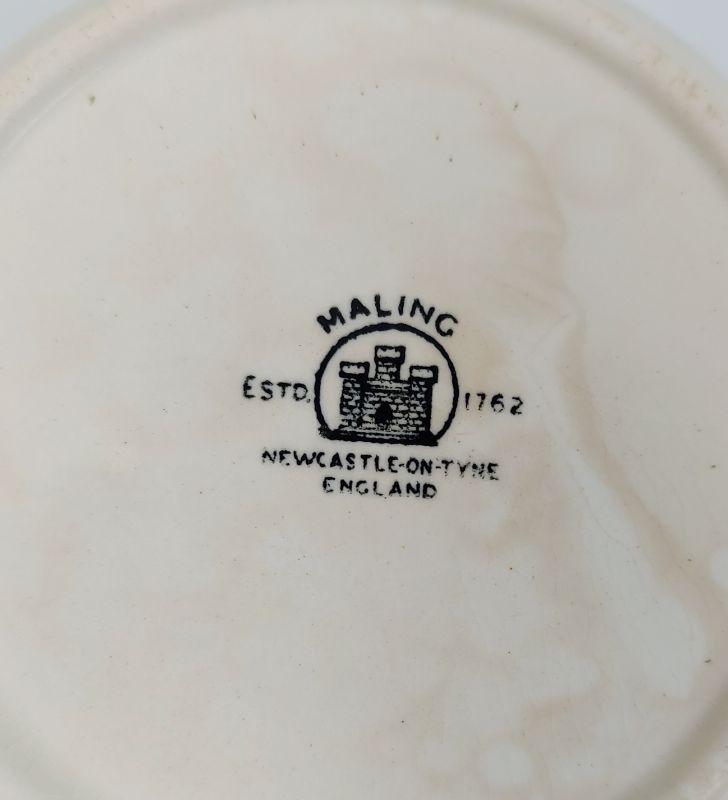 MALING
ESTD. 1762
NEWCASTLE-ON-TYNE
ENGLAND